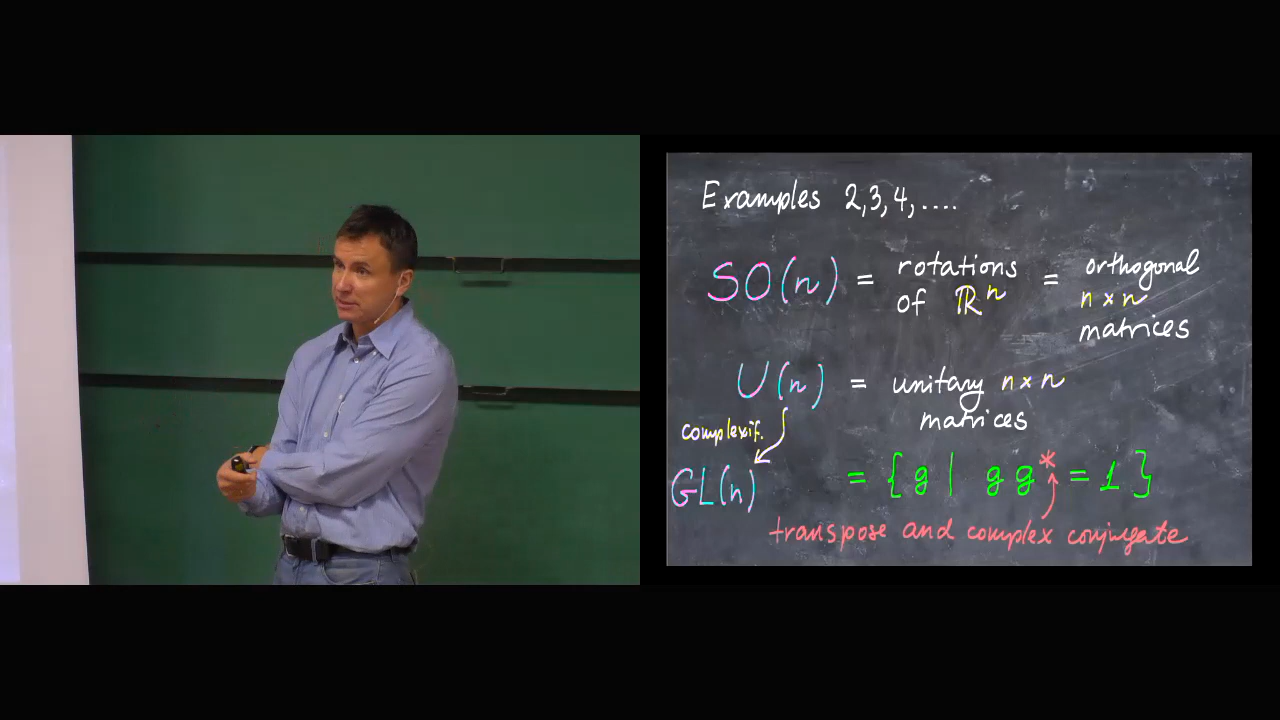 Examples 2,3,4,....
SO(n) = rotations of ℝⁿ = orthogonal n×n matrices
U(n) = unitary n×n matrices
complexif.
GL(n)
= {g | gg* = 1}
transpose and complex conjugate